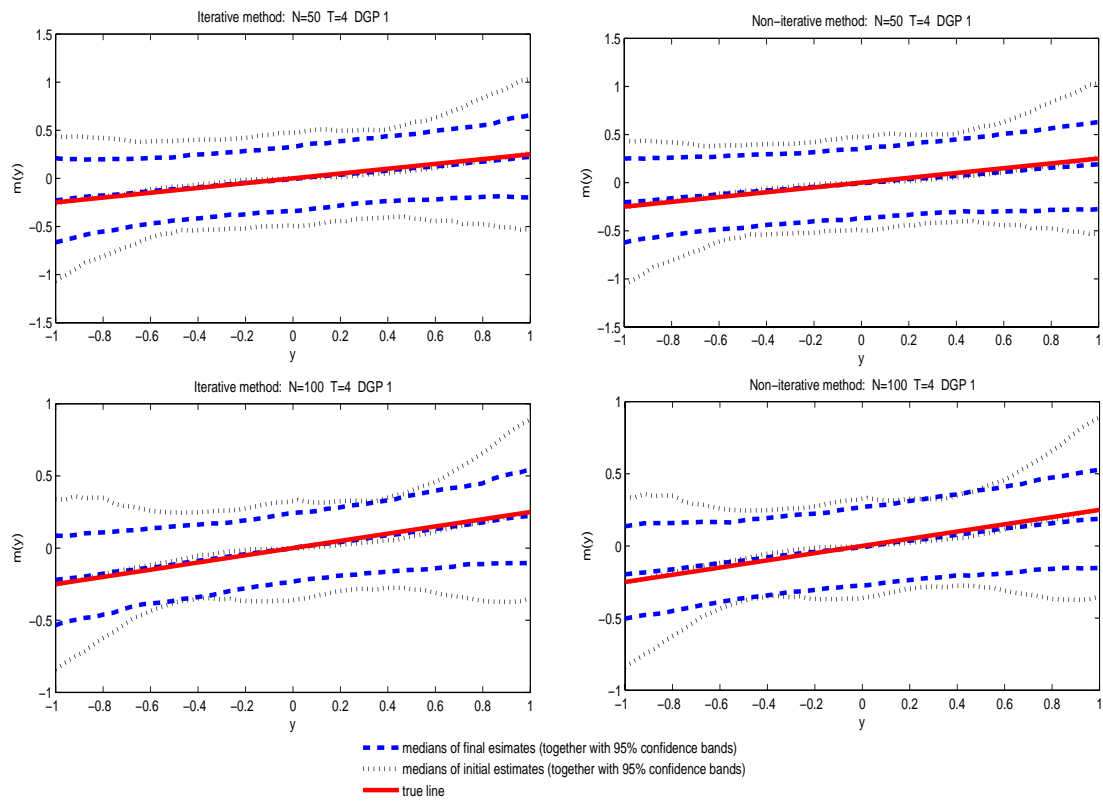 Iterative method: N=50 T=4 DGP 1
1.5
1
0.5
0
−0.5
−1
−1.5
m(y)
−1 −0.8 −0.6 −0.4 −0.2 0 0.2 0.4 0.6 0.8 1
y
Non−iterative method: N=50 T=4 DGP 1
1.5
1
0.5
0
−0.5
−1
−1.5
m(y)
−1 −0.8 −0.6 −0.4 −0.2 0 0.2 0.4 0.6 0.8 1
y
Iterative method: N=100 T=4 DGP 1
1
0.5
0
−0.5
−1
m(y)
−1 −0.8 −0.6 −0.4 −0.2 0 0.2 0.4 0.6 0.8 1
y
Non−iterative method: N=100 T=4 DGP 1
1
0.5
0
−0.5
−1
m(y)
−1 −0.8 −0.6 −0.4 −0.2 0 0.2 0.4 0.6 0.8 1
y
medians of final esimates (together with 95% confidence bands)
medians of initial estimates (together with 95% confidence bands)
true line